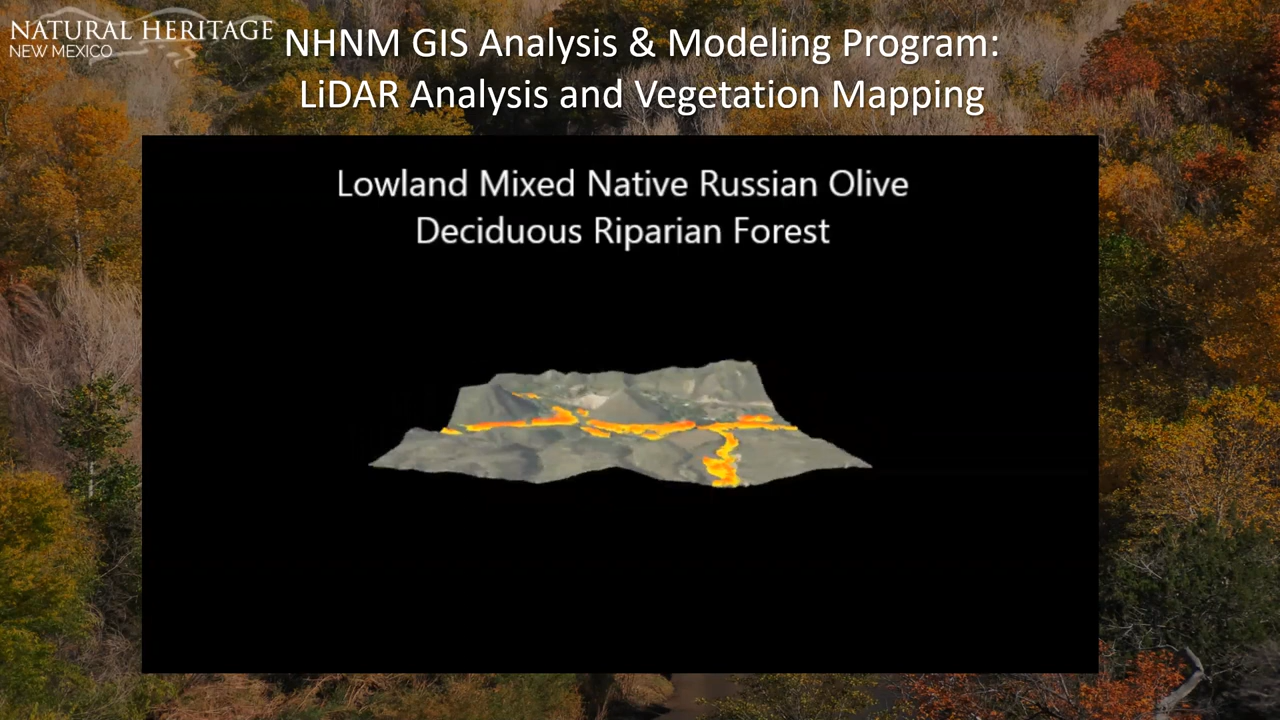 NATURAL HERITAGE
NEW MEXICO
NHNM GIS Analysis & Modeling Program:
LiDAR Analysis and Vegetation Mapping
Lowland Mixed Native Russian Olive
Deciduous Riparian Forest